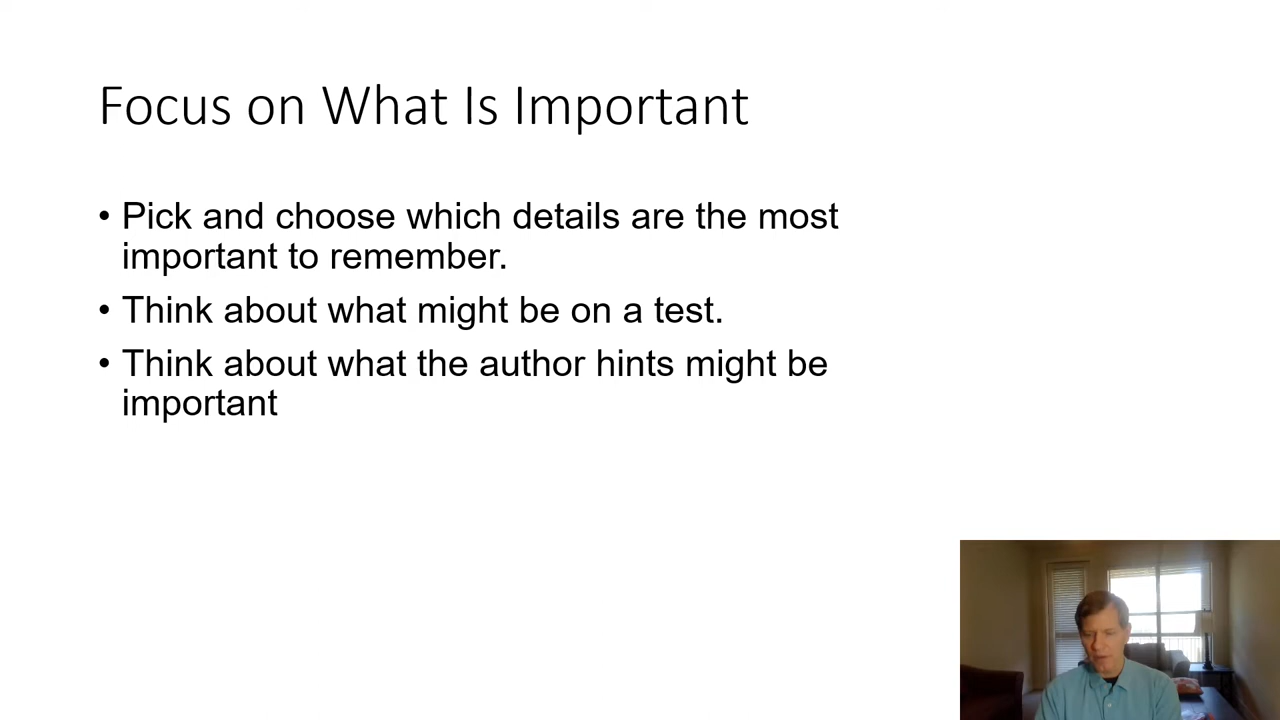 Focus on What Is Important
• Pick and choose which details are the most
important to remember.
• Think about what might be on a test.
• Think about what the author hints might be
important